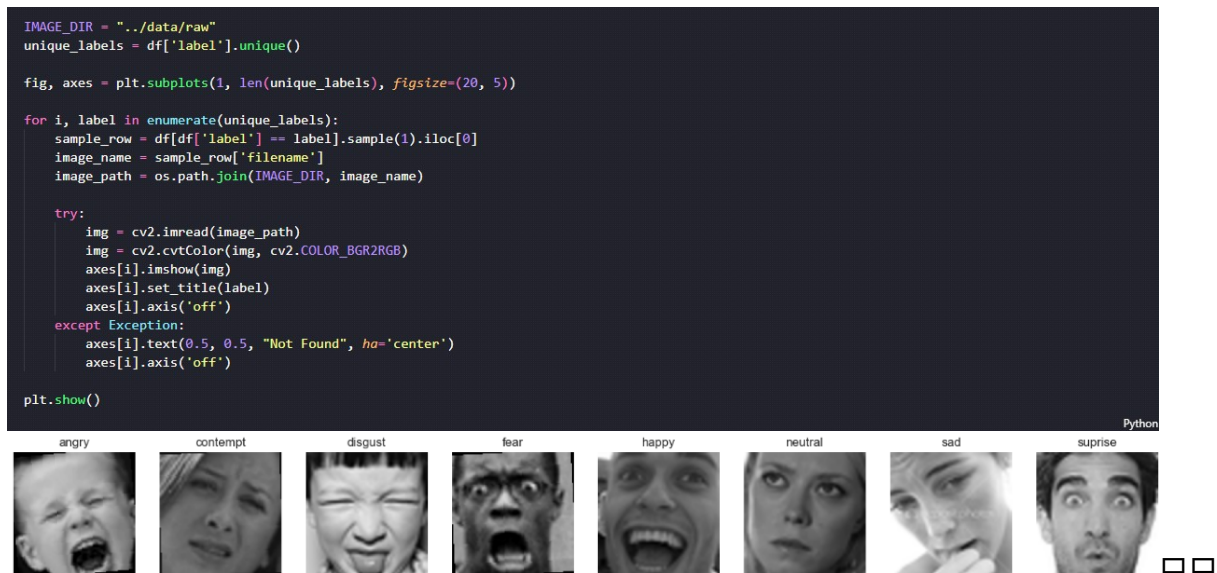 IMAGE_DIR = "../data/raw"
unique_labels = df['label'].unique()

fig, axes = plt.subplots(1, len(unique_labels), figsize=(20, 5))

for i, label in enumerate(unique_labels):
    sample_row = df[df['label'] == label].sample(1).iloc[0]
    image_name = sample_row['filename']
    image_path = os.path.join(IMAGE_DIR, image_name)

    try:
        img = cv2.imread(image_path)
        img = cv2.cvtColor(img, cv2.COLOR_BGR2RGB)
        axes[i].imshow(img)
        axes[i].set_title(label)
        axes[i].axis('off')
    except Exception:
        axes[i].text(0.5, 0.5, "Not Found", ha='center')
        axes[i].axis('off')

plt.show()
Python
angry contempt disgust fear happy neutral sad suprise